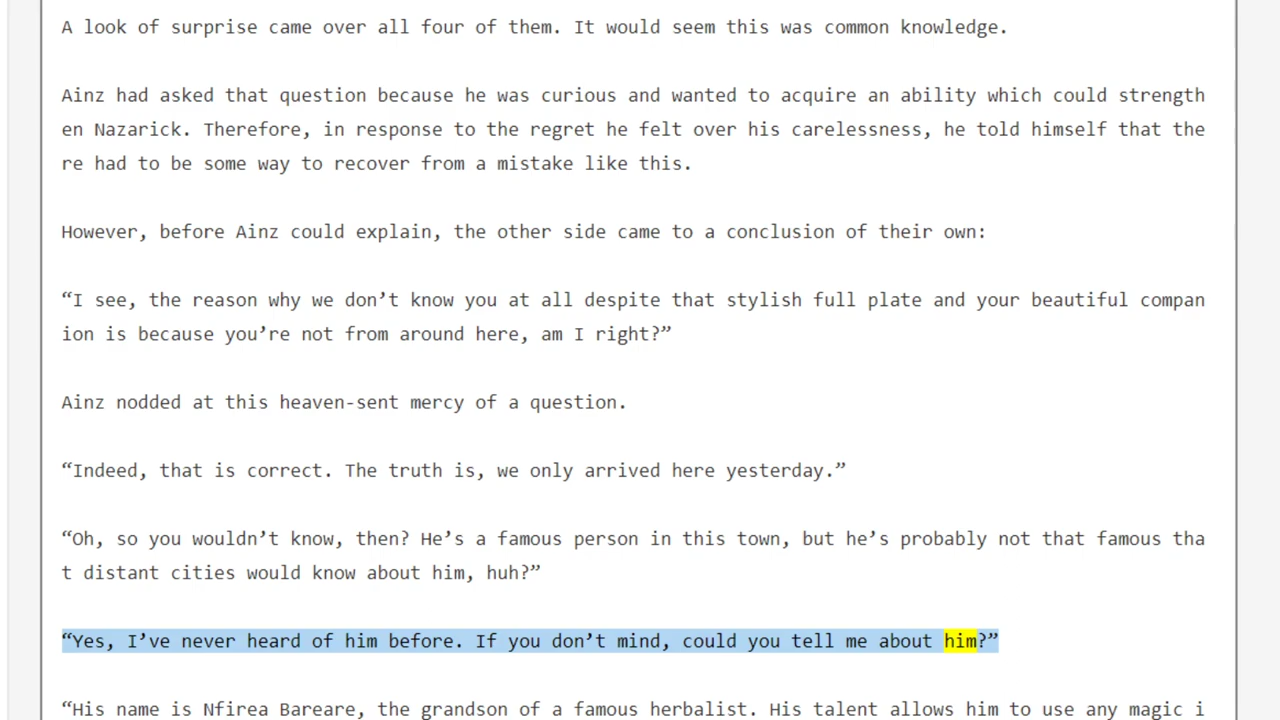 A look of surprise came over all four of them. It would seem this was common knowledge.
Ainz had asked that question because he was curious and wanted to acquire an ability which could strength
en Nazarick. Therefore, in response to the regret he felt over his carelessness, he told himself that the
re had to be some way to recover from a mistake like this.
However, before Ainz could explain, the other side came to a conclusion of their own:
“I see, the reason why we don’t know you at all despite that stylish full plate and your beautiful compan
ion is because you’re not from around here, am I right?”
Ainz nodded at this heaven-sent mercy of a question.
“Indeed, that is correct. The truth is, we only arrived here yesterday.”
“Oh, so you wouldn’t know, then? He’s a famous person in this town, but he’s probably not that famous tha
t distant cities would know about him, huh?”
“Yes, I’ve never heard of him before. If you don’t mind, could you tell me about him?”
“His name is Nfirea Bareare, the grandson of a famous herbalist. His talent allows him to use any magic i